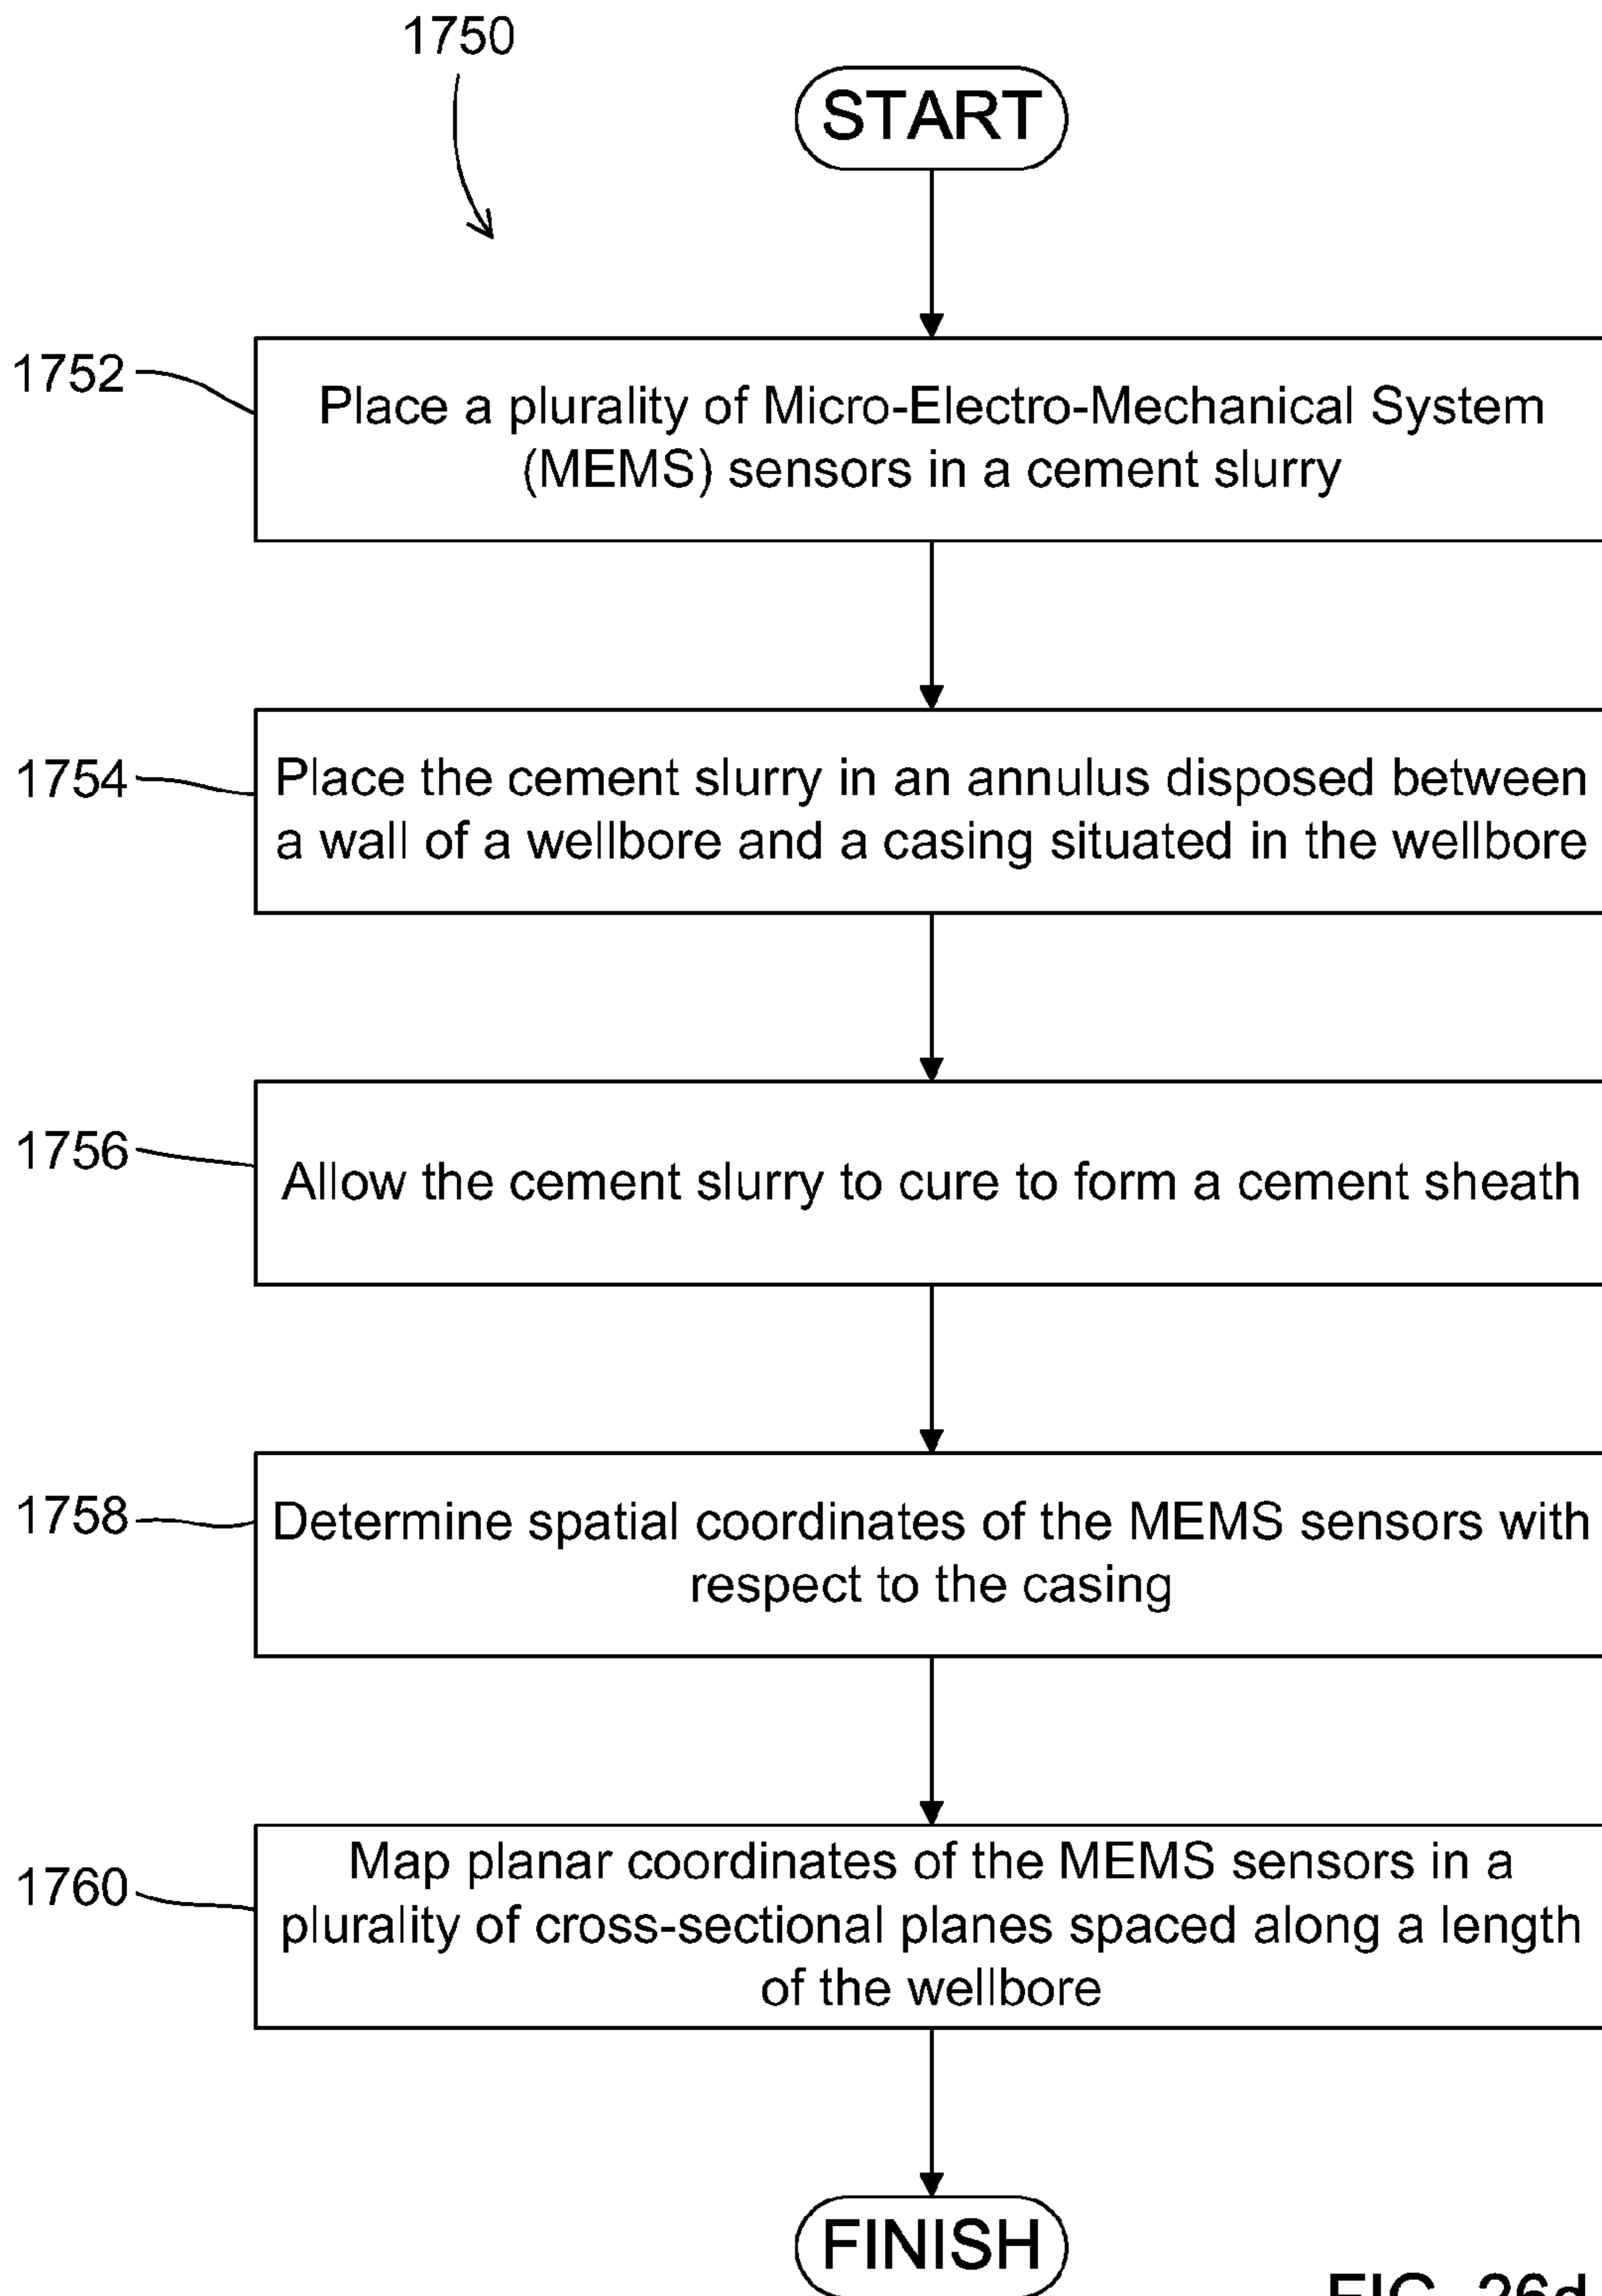 1750
START
1752
Place a plurality of Micro-Electro-Mechanical System
(MEMS) sensors in a cement slurry
1754
Place the cement slurry in an annulus disposed between
a wall of a wellbore and a casing situated in the wellbore
1756
Allow the cement slurry to cure to form a cement sheath
1758
Determine spatial coordinates of the MEMS sensors with
respect to the casing
1760
Map planar coordinates of the MEMS sensors in a
plurality of cross-sectional planes spaced along a length
of the wellbore
FINISH
FIG. 26d